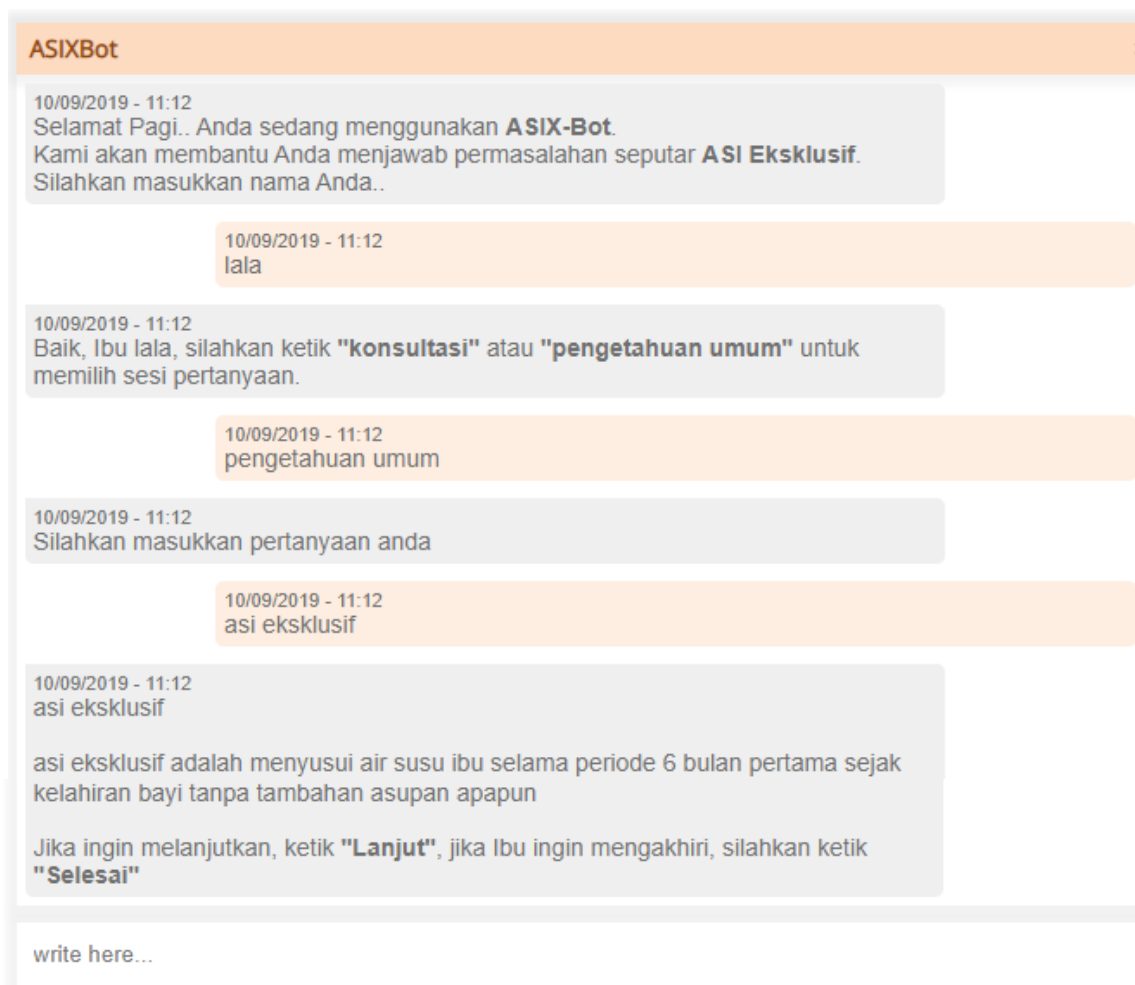 ASIXBot
10/09/2019 - 11:12
Selamat Pagi.. Anda sedang menggunakan ASIX-Bot.
Kami akan membantu Anda menjawab permasalahan seputar ASI Eksklusif.
Silahkan masukkan nama Anda..
10/09/2019 - 11:12
lala
10/09/2019 - 11:12
Baik, Ibu lala, silahkan ketik "konsultasi" atau "pengetahuan umum" untuk
memilih sesi pertanyaan.
10/09/2019 - 11:12
pengetahuan umum
10/09/2019 - 11:12
Silahkan masukkan pertanyaan anda
10/09/2019 - 11:12
asi eksklusif
10/09/2019 - 11:12
asi eksklusif
asi eksklusif adalah menyusui air susu ibu selama periode 6 bulan pertama sejak
kelahiran bayi tanpa tambahan asupan apapun
Jika ingin melanjutkan, ketik "Lanjut", jika Ibu ingin mengakhiri, silahkan ketik
"Selesai"
write here...